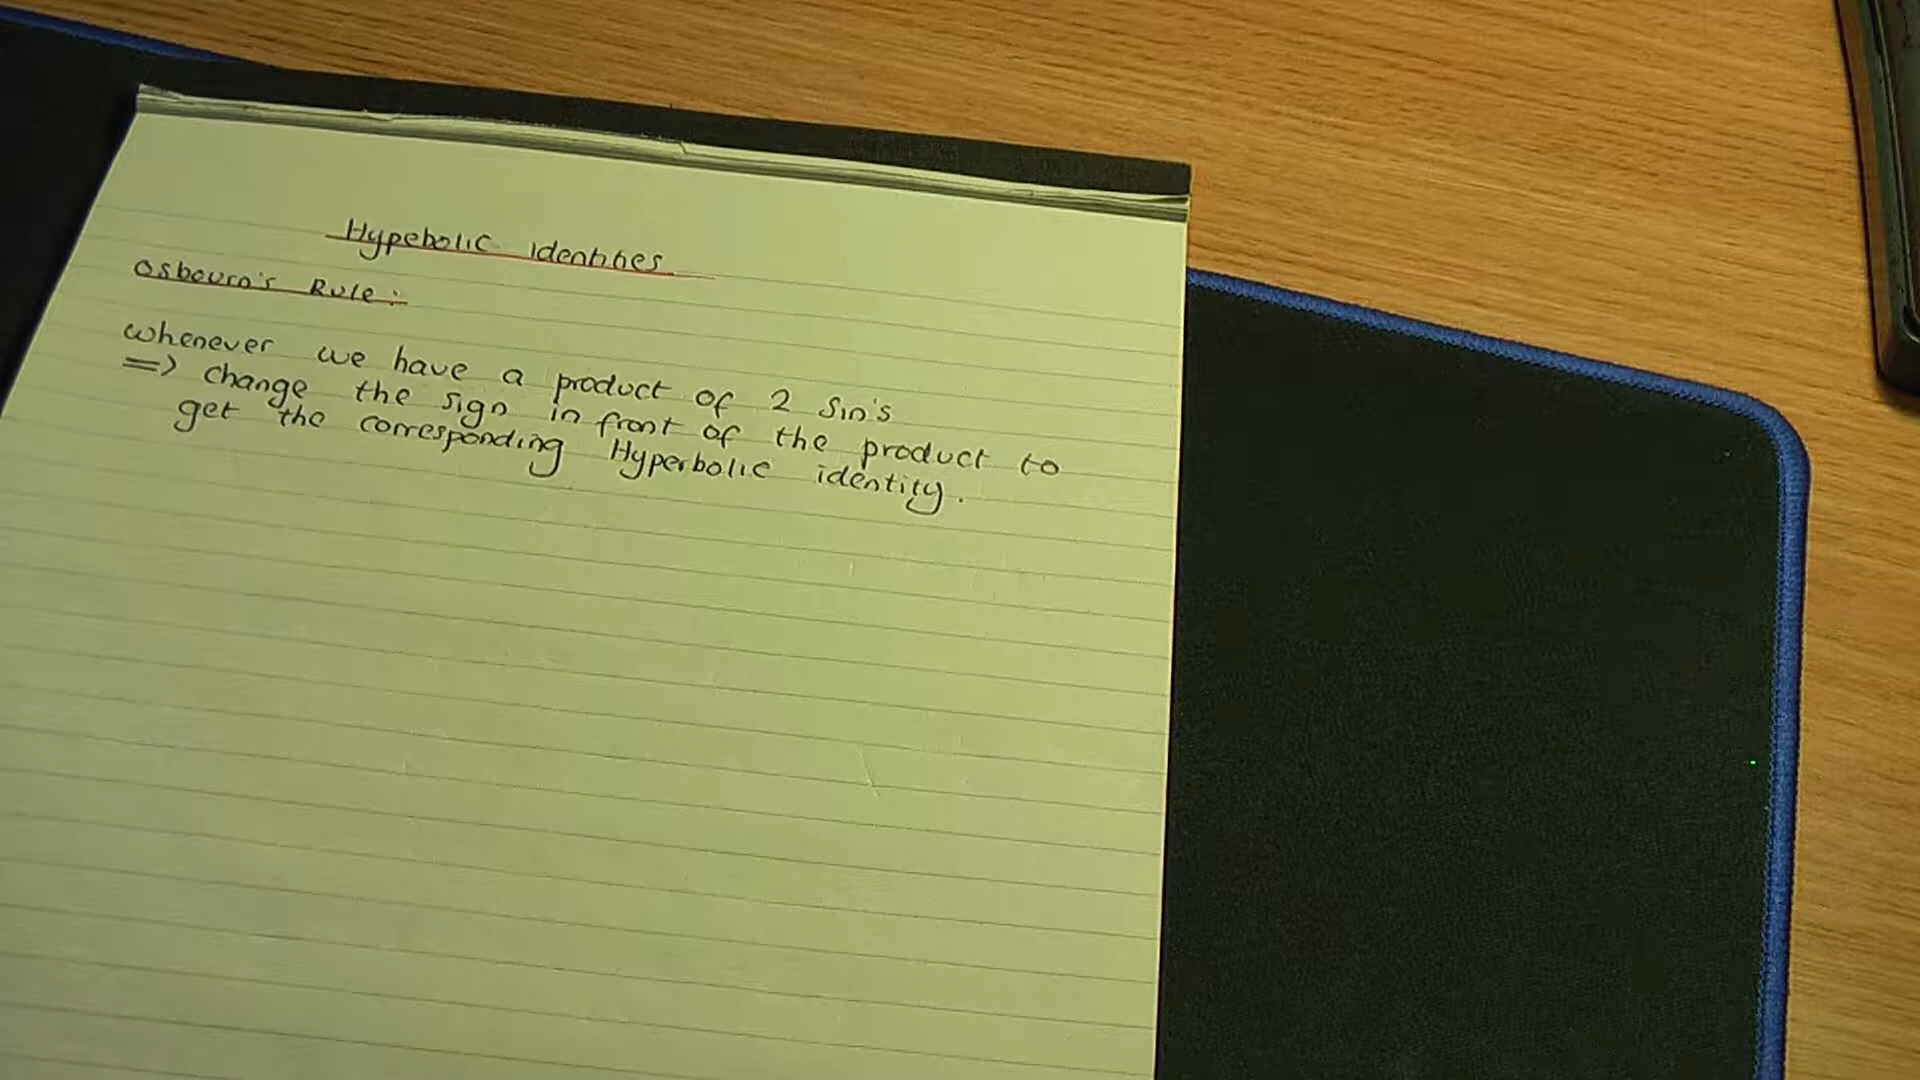 Hypebolic identities
Osbourn's Rule:
whenever we have a product of 2 sin's
=> change the sign in front of the product to
get the corresponding Hyperbolic identity.